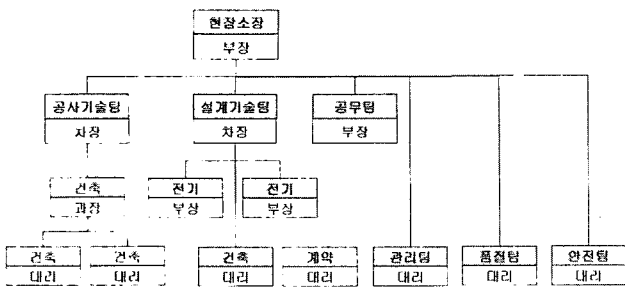 현장소장
부장
공사기술팀 설계기술팀 공무팀
차장 차장 부장
건축 전기 전기
과장 부장 부장
건축 건축 건축 계약 관리팀 품질팀 안전팀
대리 대리 대리 대리 대리 대리 대리